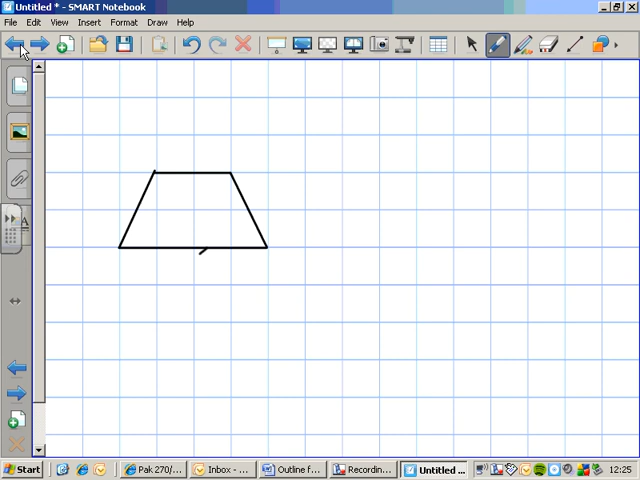 Untitled * - SMART Notebook
File Edit View Insert Format Draw Help
A
Start
Pak 270/...
Inbox - ...
Outline f...
Recordin...
Untitled ...
12:25